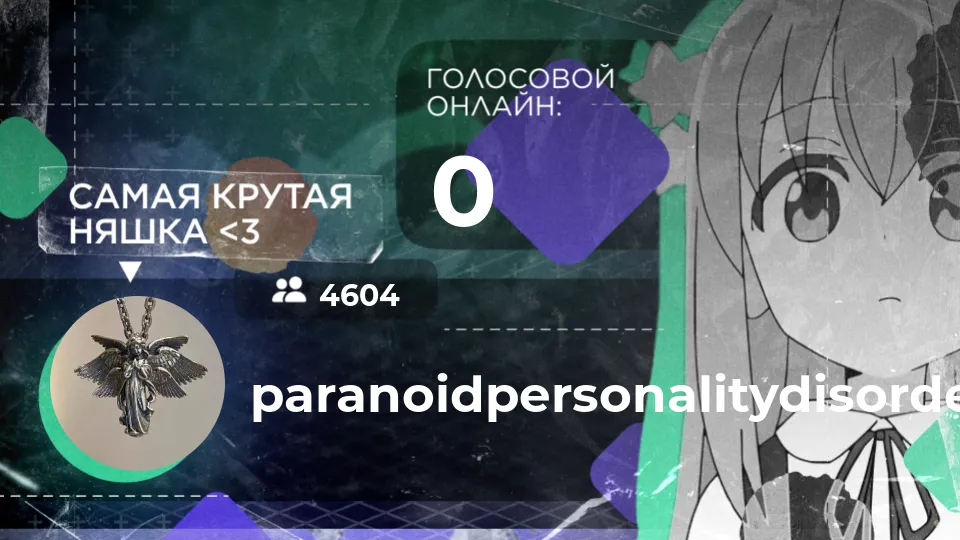 ГОЛОСОВОЙ
ОНЛАЙН:
0
САМАЯ КРУТАЯ
НЯШКА <3
4604
paranoidpersonalitydisorde